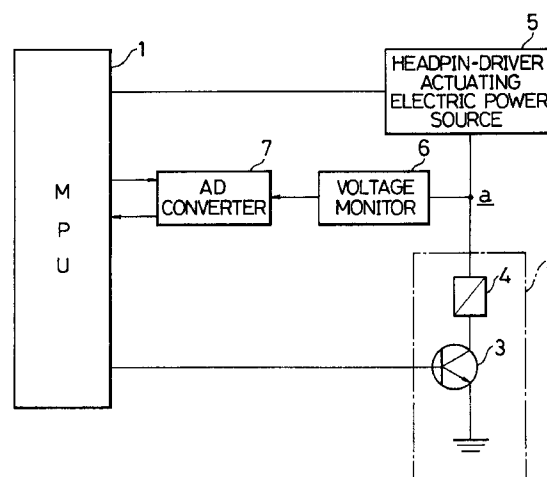 1
5
HEADPIN-DRIVER
ACTUATING
ELECTRIC POWER
SOURCE
7
6
AD
CONVERTER
VOLTAGE
MONITOR
a
M
P
U
4
3